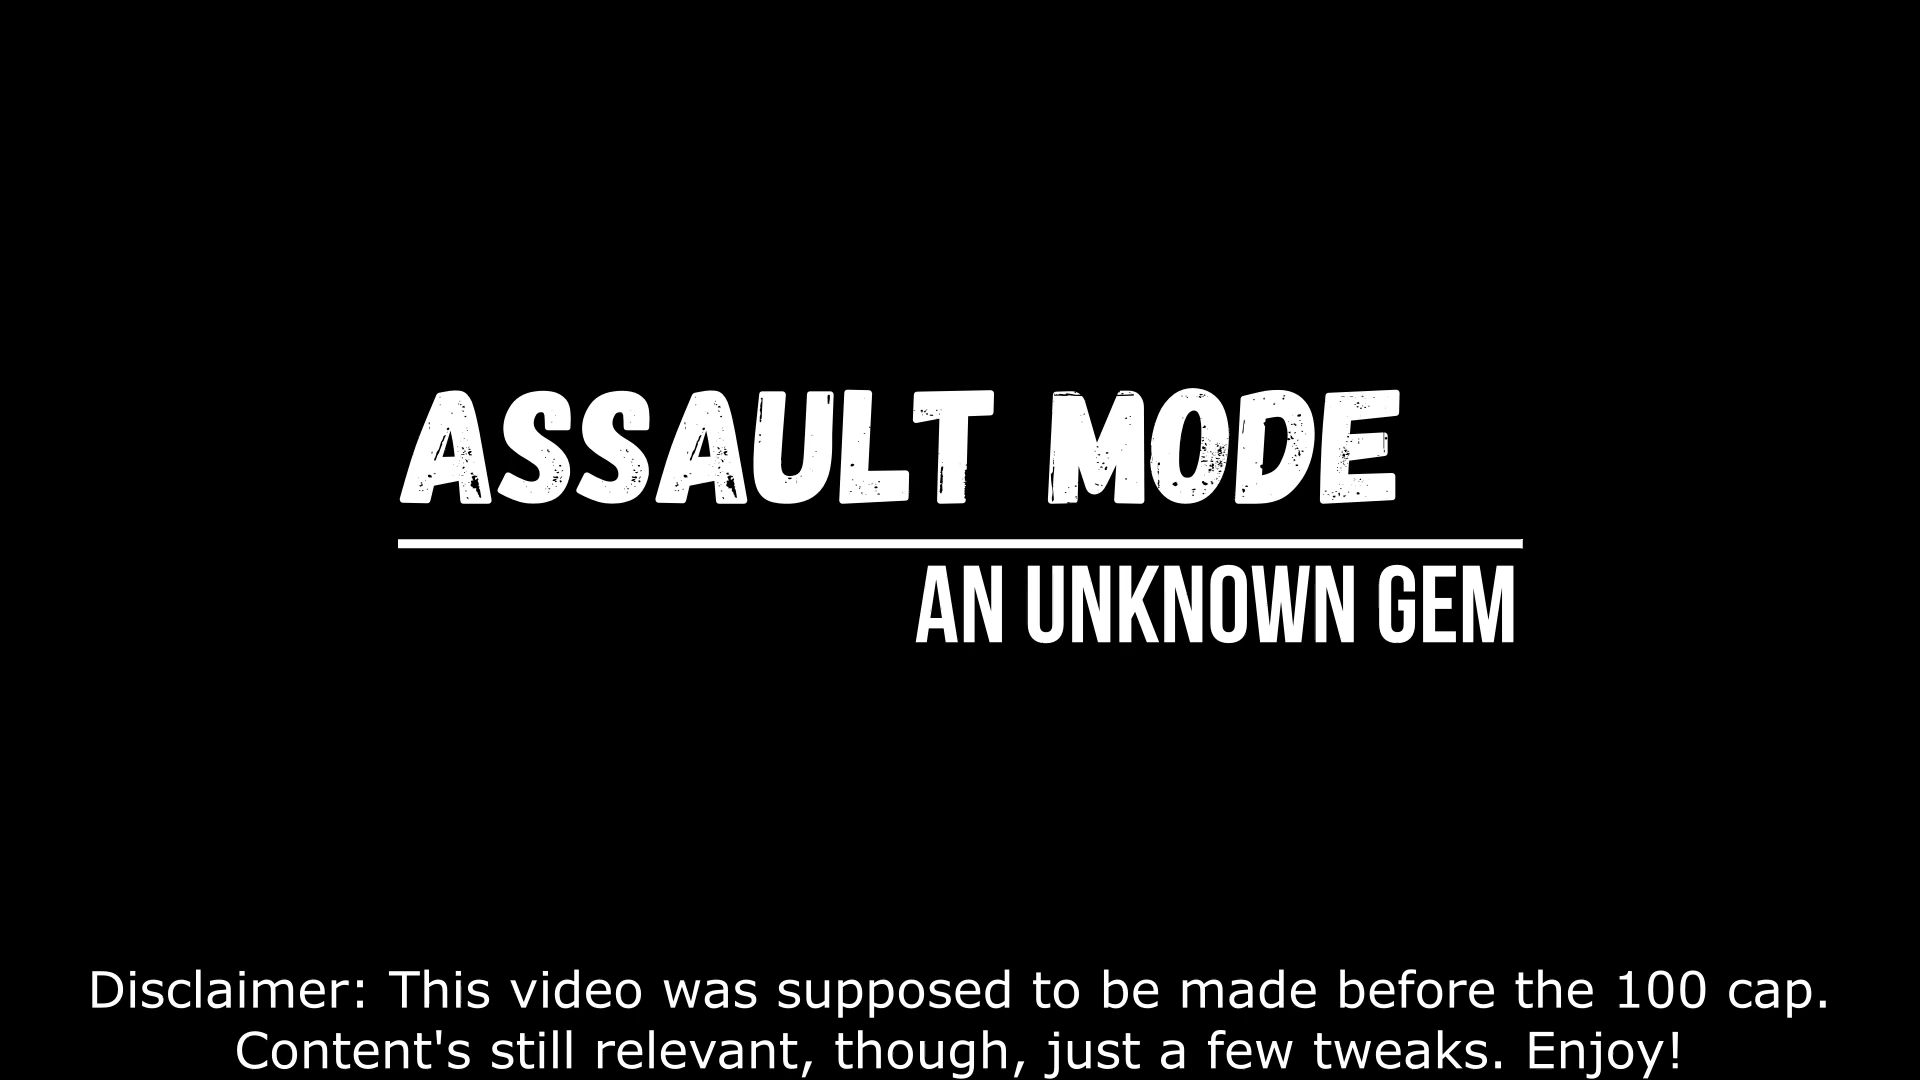 ASSAULT MODE
AN UNKNOWN GEM
Disclaimer: This video was supposed to be made before the 100 cap.
Content's still relevant, though, just a few tweaks. Enjoy!